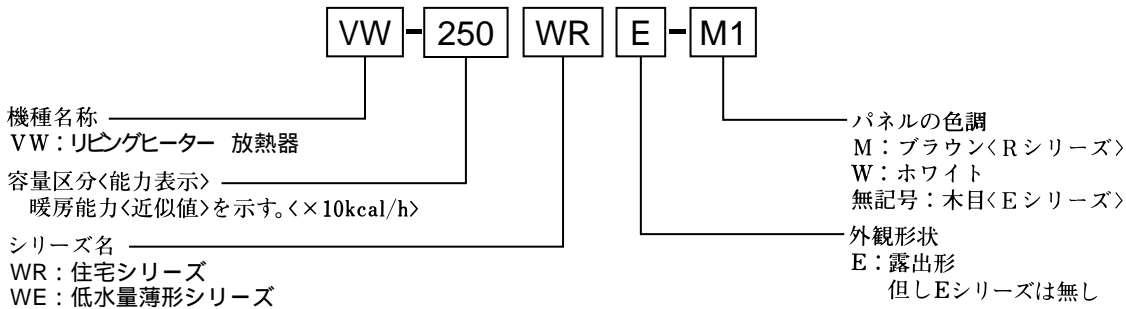 VW-250 WR E-M1
機種名称
VW：リビングヒーター 放熱器
容量区分〈能力表示〉
暖房能力〈近似値〉を示す。〈×10kcal/h〉
シリーズ名
WR：住宅シリーズ
WE：低水量薄形シリーズ
パネルの色調
M：ブラウン〈Rシリーズ〉
W：ホワイト
無記号：木目〈Eシリーズ〉
外観形状
E：露出形
但しEシリーズは無し